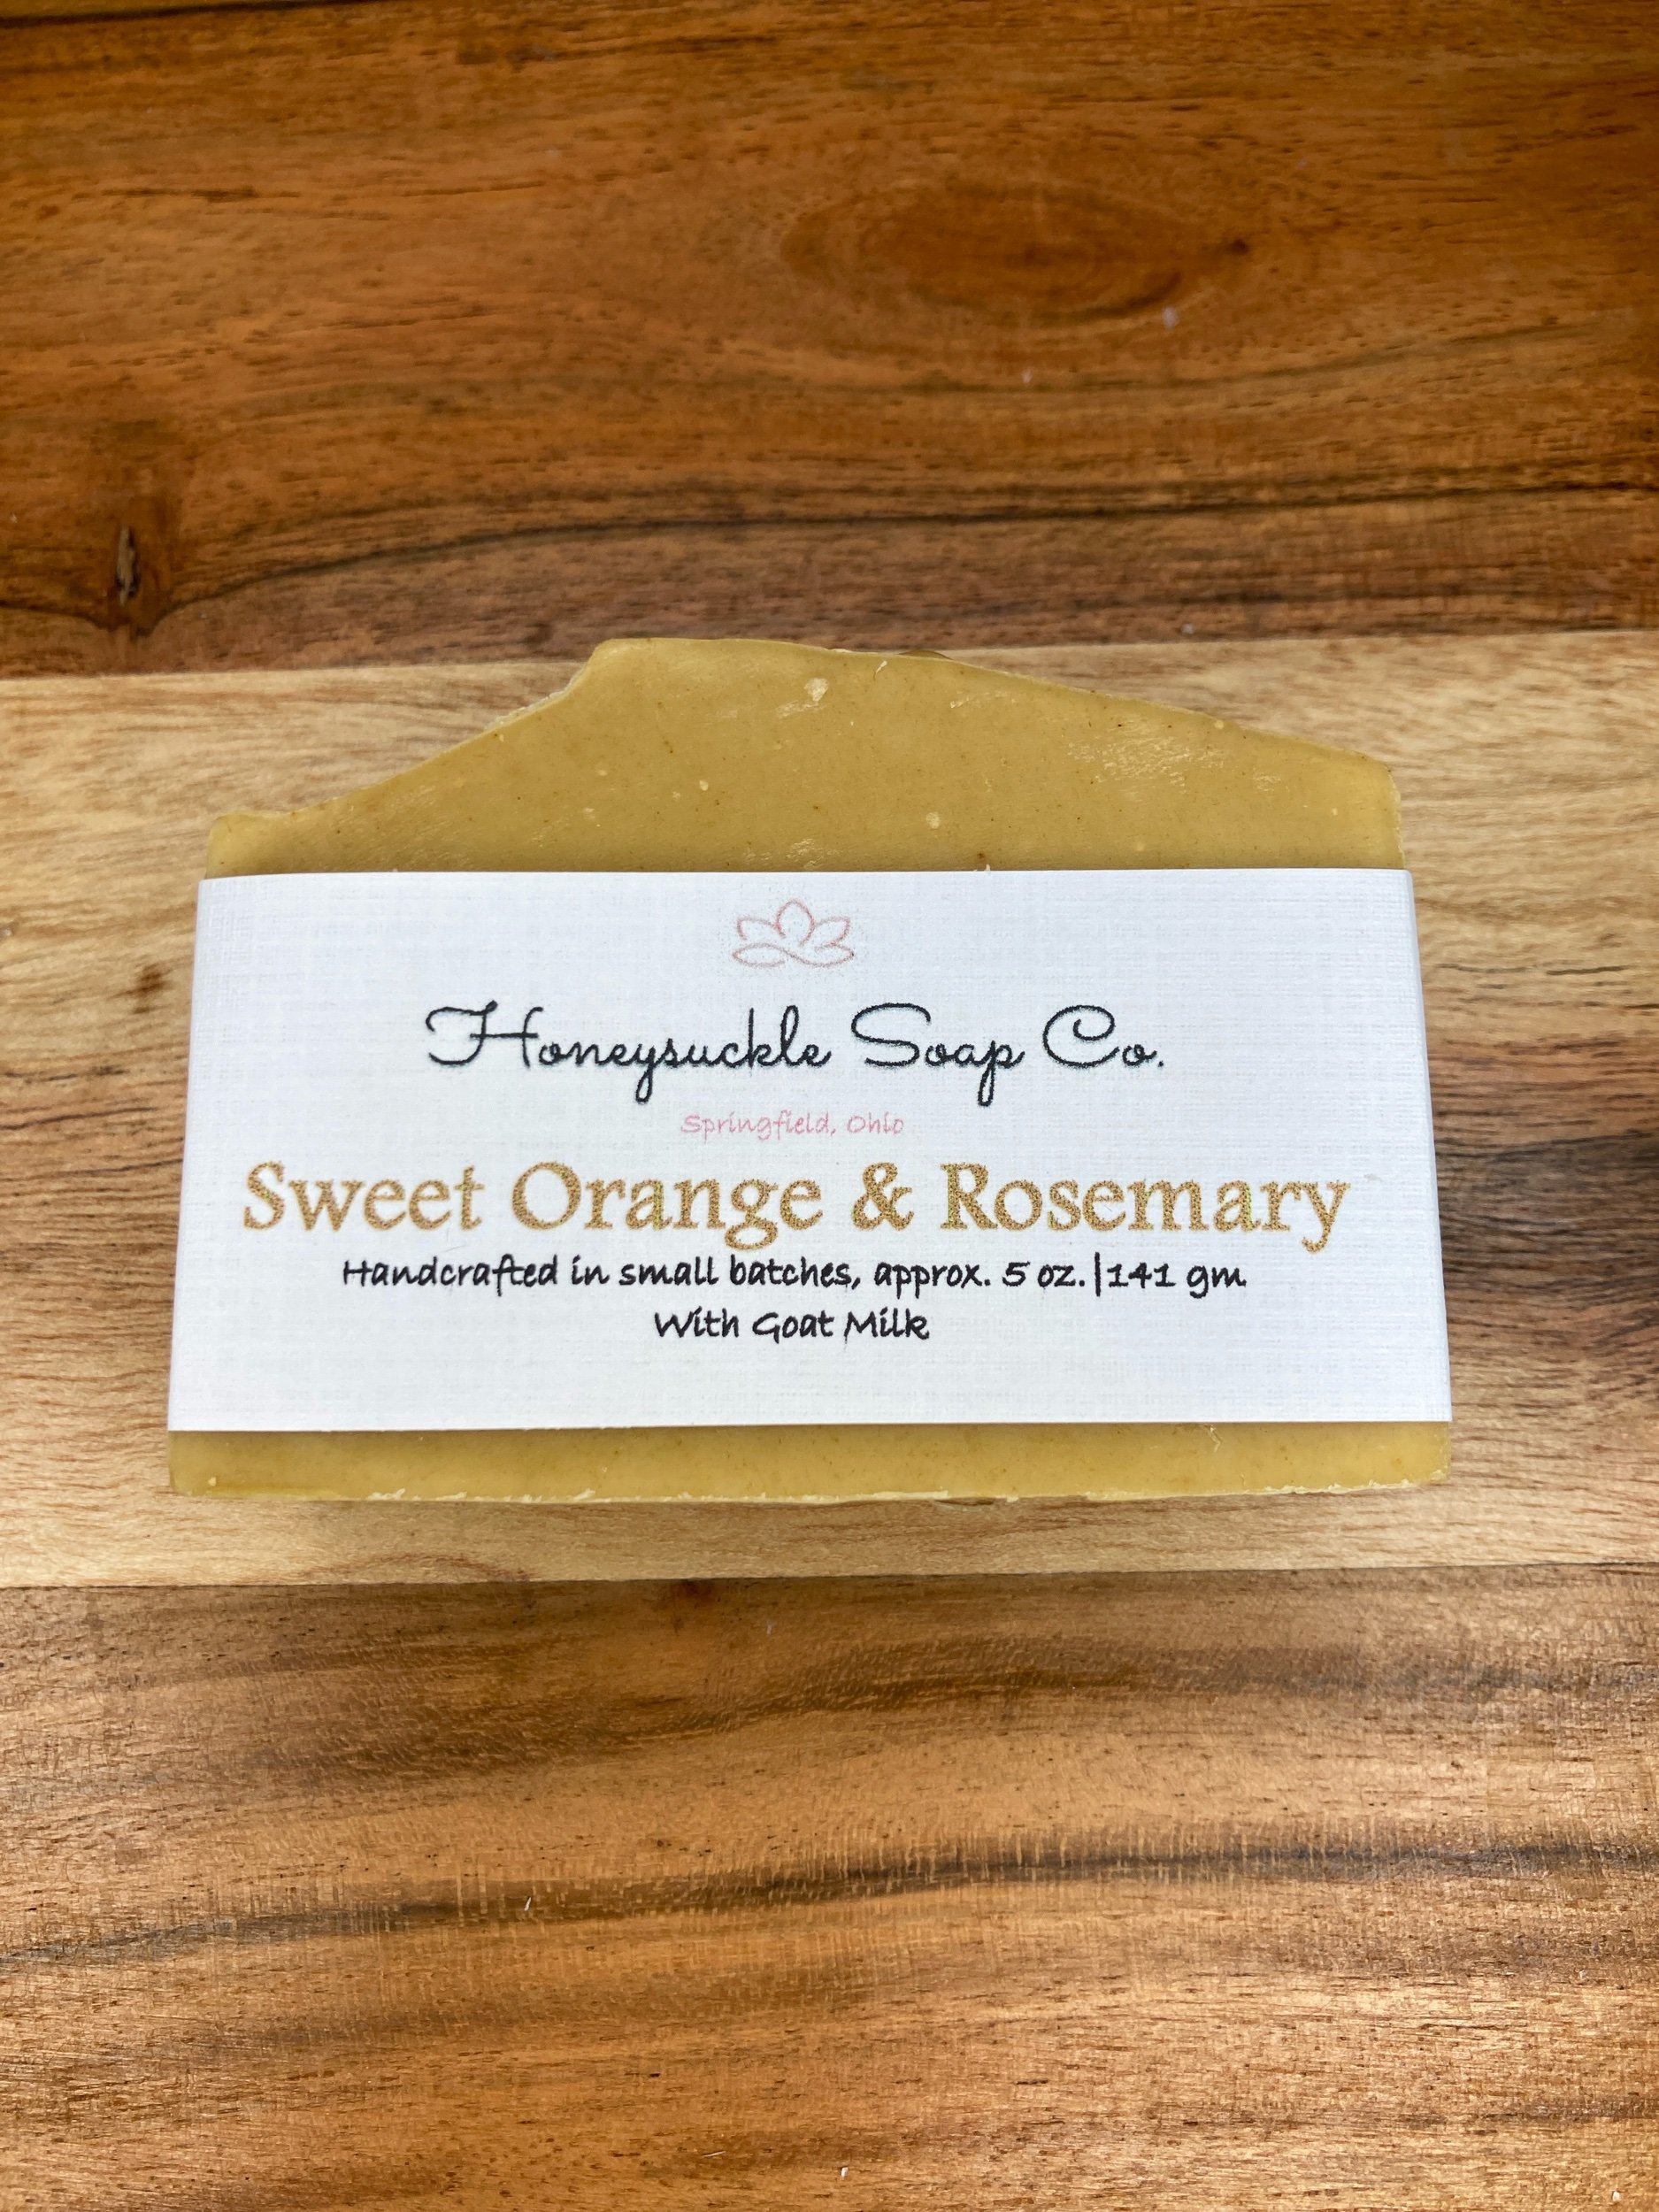 Honeysuckle Soap Co.
Springfield, Ohio
Sweet Orange & Rosemary
Handcrafted in small batches, approx. 5 oz.|141 gm
With Goat Milk